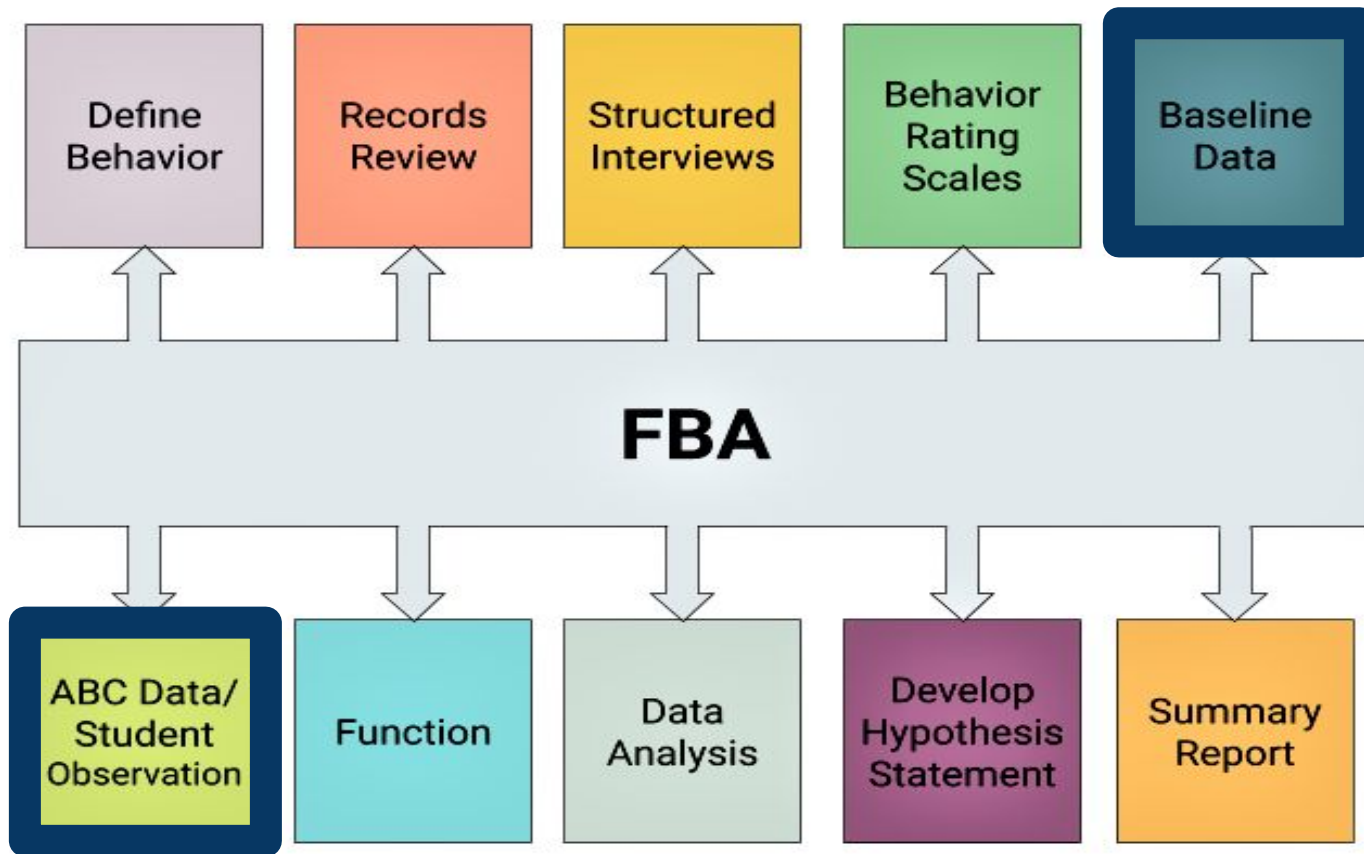 Define
Behavior
Records
Review
Structured
Interviews
Behavior
Rating
Scales
Baseline
Data
FBA
ABC Data/
Student
Observation
Function
Data
Analysis
Develop
Hypothesis
Statement
Summary
Report